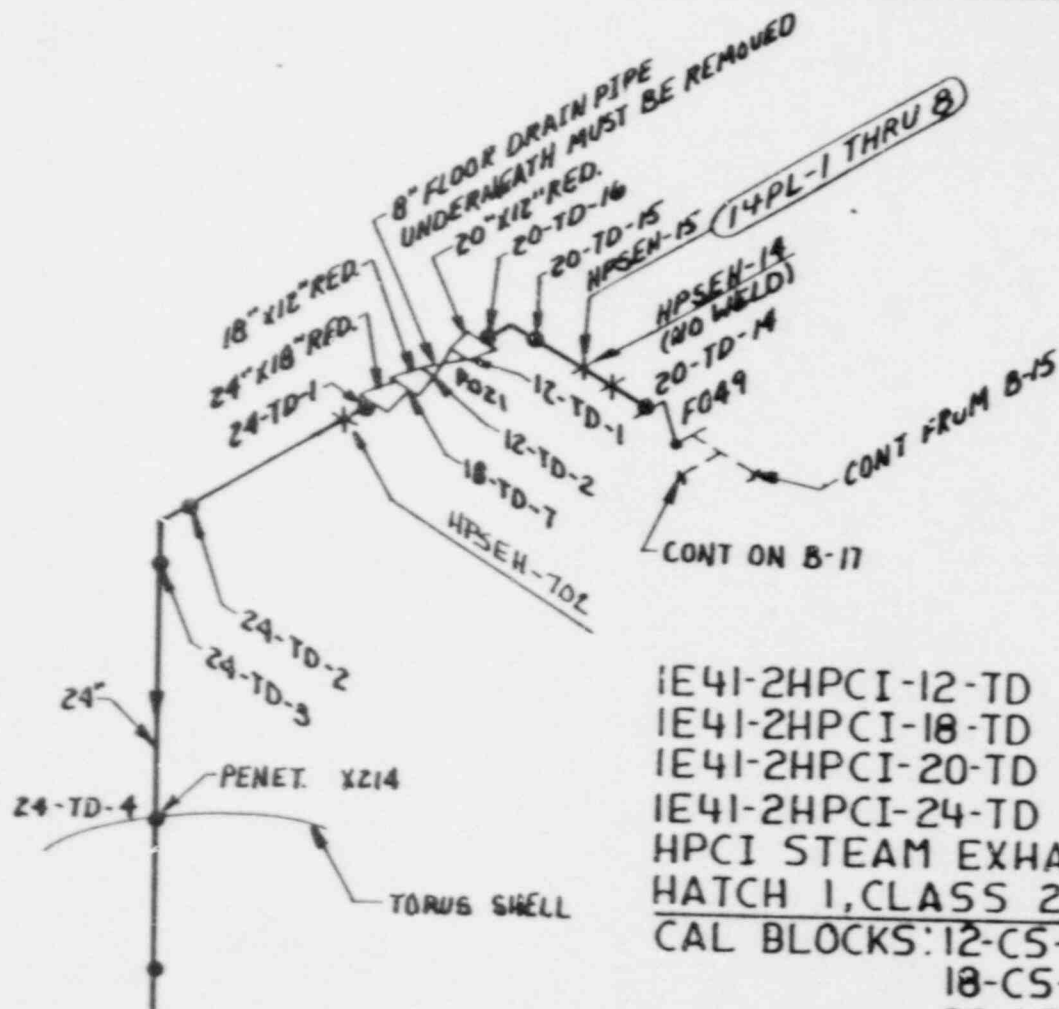 8" FLOOR DRAIN PIPE
UNDERNEATH MUST BE REMOVED
20"X12" RED.
20-TD-16
20-TD-15
HPSEH-15
14PL-1 THRU 8
HPSEH-14
(NO WELD)
20-TD-14
F049
CONT FROM B-15
CONT ON B-17
18"X12" RED.
24"X18" RED.
24-TD-1
F021
12-TD-1
12-TD-2
18-TD-7
HPSEH-702
24-TD-2
24-TD-3
24"
PENET. X214
24-TD-4
TORUS SHELL
1E41-2HPCI-12-TD
1E41-2HPCI-18-TD
1E41-2HPCI-20-TD
1E41-2HPCI-24-TD
HPCI STEAM EXHA
HATCH 1, CLASS 2
CAL BLOCKS: 12-CS-
18-CS-